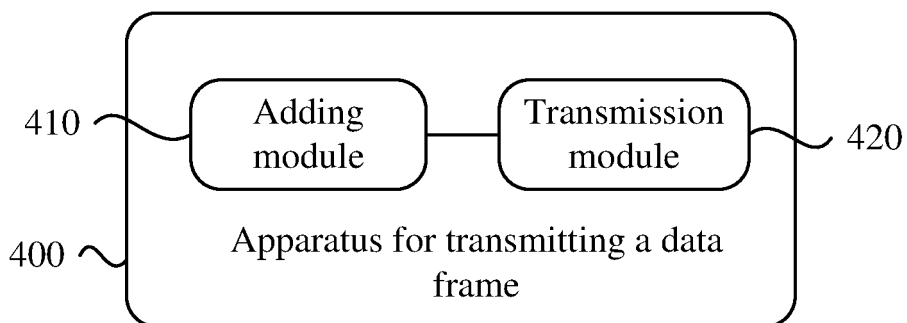 410
Adding
module
Transmission
module
420
400
Apparatus for transmitting a data
frame